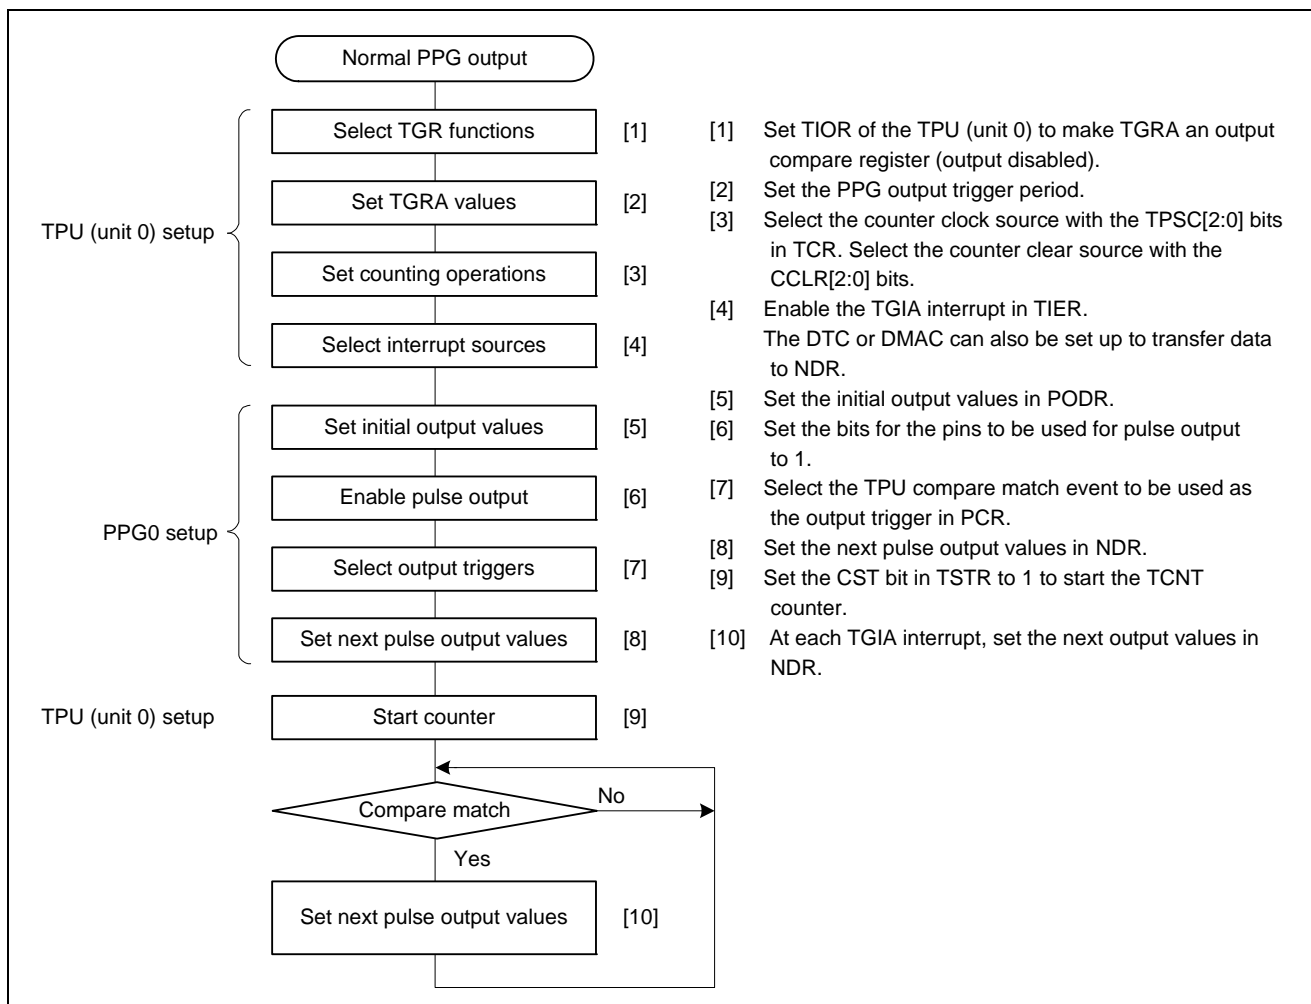 Normal PPG output
Select TGR functions [1]
Set TGRA values [2]
TPU (unit 0) setup
Set counting operations [3]
Select interrupt sources [4]
Set initial output values [5]
Enable pulse output [6]
PPG0 setup
Select output triggers [7]
Set next pulse output values [8]
TPU (unit 0) setup
Start counter [9]
Compare match
No
Yes
Set next pulse output values [10]
[1] Set TIOR of the TPU (unit 0) to make TGRA an output
compare register (output disabled).
[2] Set the PPG output trigger period.
[3] Select the counter clock source with the TPSC[2:0] bits
in TCR. Select the counter clear source with the
CCLR[2:0] bits.
[4] Enable the TGIA interrupt in TIER.
The DTC or DMAC can also be set up to transfer data
to NDR.
[5] Set the initial output values in PODR.
[6] Set the bits for the pins to be used for pulse output
to 1.
[7] Select the TPU compare match event to be used as
the output trigger in PCR.
[8] Set the next pulse output values in NDR.
[9] Set the CST bit in TSTR to 1 to start the TCNT
counter.
[10] At each TGIA interrupt, set the next output values in
NDR.